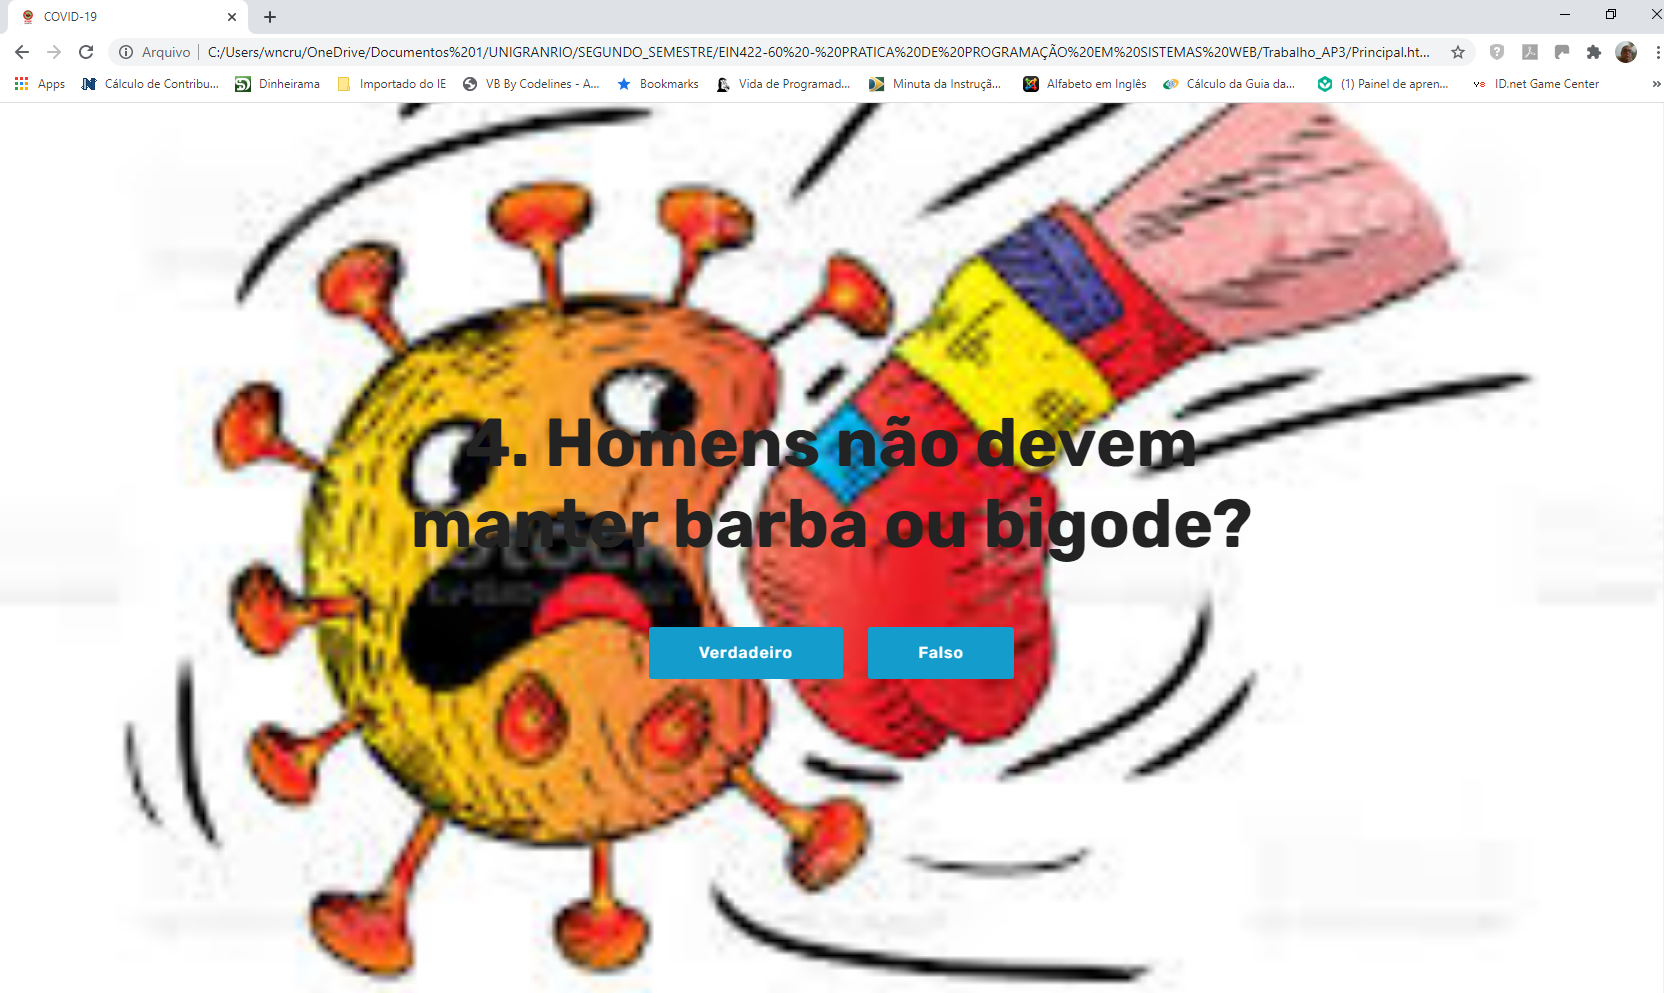 COVID-19
Arquivo
C:/Users/wncru/OneDrive/Documentos%201/UNIGRANRIO/SEGUNDO_SEMESTRE/EIN422-60%20-%20PRATICA%20DE%20PROGRAMAÇÃO%20EM%20SISTEMAS%20WEB/Trabalho_AP3/Principal.ht...
Apps
Cálculo de Contribu...
Dinheirama
Importado do IE
VB By Codelines - A...
Bookmarks
Vida de Programad...
Minuta da Instruçã...
Alfabeto em Inglês
Cálculo da Guia da...
(1) Painel de apren...
ID.net Game Center
4. Homens não devem
manter barba ou bigode?
Verdadeiro
Falso